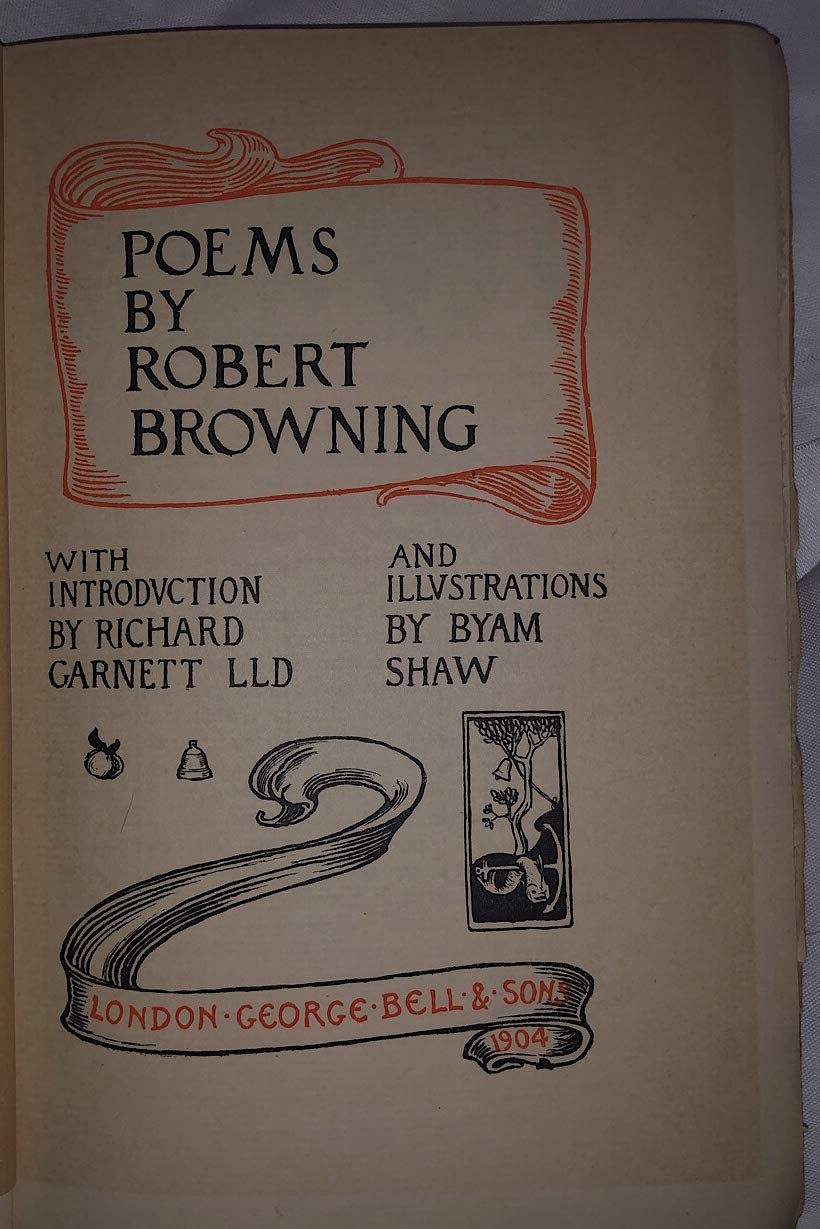 POEMS
BY
ROBERT
BROWNING
WITH
INTRODVCTION
BY RICHARD
GARNETT LLD
AND
ILLVSTRATIONS
BY BYAM
SHAW
LONDON·GEORGE·BELL·&·SONS
1904